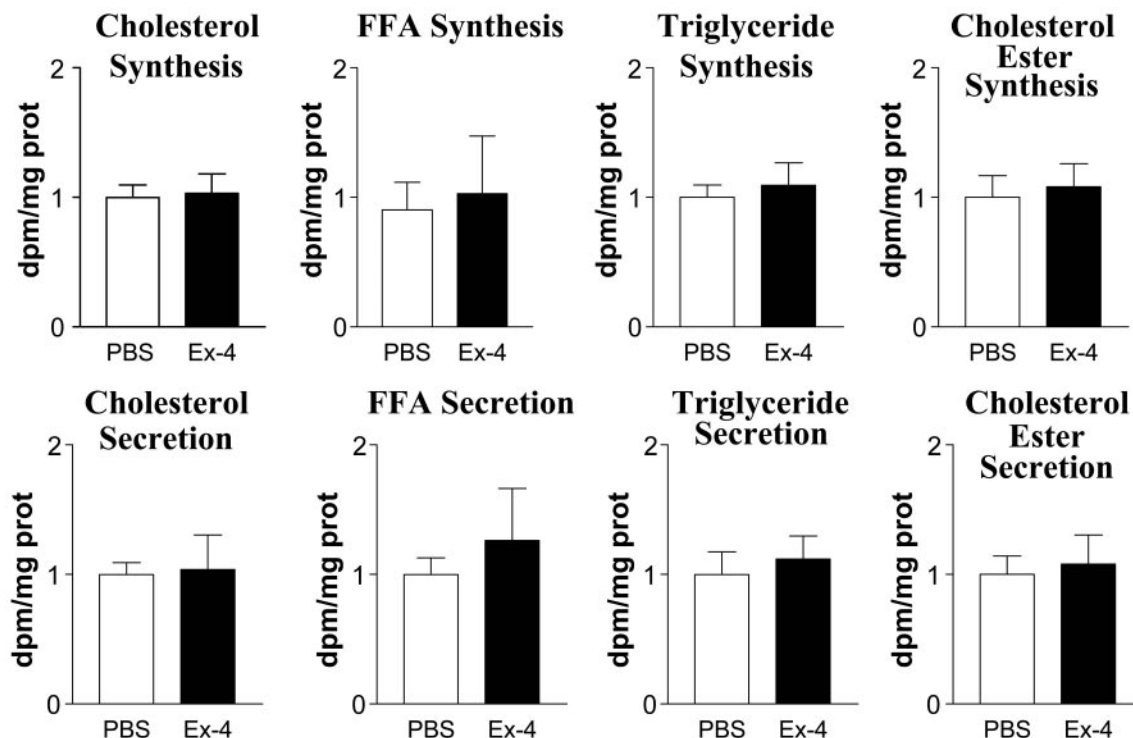 Cholesterol
Synthesis
2
1
0
dpm/mg prot
PBS Ex-4
FFA Synthesis
2
1
0
dpm/mg prot
PBS Ex-4
Triglyceride
Synthesis
2
1
0
dpm/mg prot
PBS Ex-4
Cholesterol
Ester
Synthesis
2
1
0
dpm/mg prot
PBS Ex-4
Cholesterol
Secretion
2
1
0
dpm/mg prot
PBS Ex-4
FFA Secretion
2
1
0
dpm/mg prot
PBS Ex-4
Triglyceride
Secretion
2
1
0
dpm/mg prot
PBS Ex-4
Cholesterol
Ester
Secretion
2
1
0
dpm/mg prot
PBS Ex-4